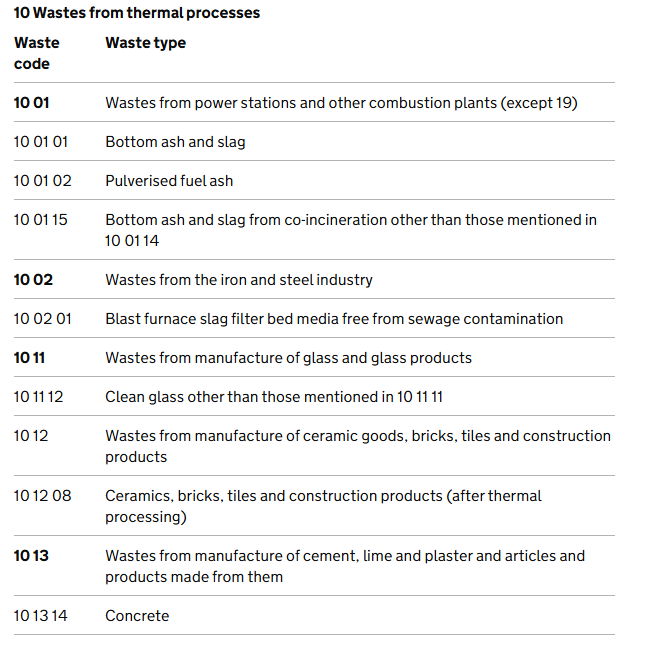 10 Wastes from thermal processes
Waste code Waste type
10 01 Wastes from power stations and other combustion plants (except 19)
10 01 01 Bottom ash and slag
10 01 02 Pulverised fuel ash
10 01 15 Bottom ash and slag from co-incineration other than those mentioned in
10 01 14
10 02 Wastes from the iron and steel industry
10 02 01 Blast furnace slag filter bed media free from sewage contamination
10 11 Wastes from manufacture of glass and glass products
10 11 12 Clean glass other than those mentioned in 10 11 11
10 12 Wastes from manufacture of ceramic goods, bricks, tiles and construction
products
10 12 08 Ceramics, bricks, tiles and construction products (after thermal
processing)
10 13 Wastes from manufacture of cement, lime and plaster and articles and
products made from them
10 13 14 Concrete